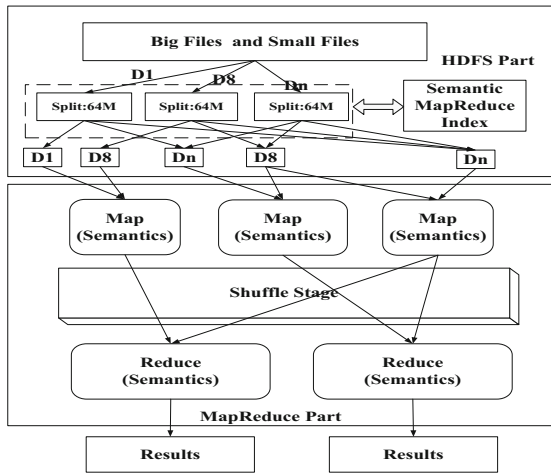 Big Files and Small Files
HDFS Part
D1
D8
Dn
Split:64M
Split:64M
Split:64M
Semantic
MapReduce
Index
D1
D8
Dn
D8
Dn
Map
(Semantics)
Map
(Semantics)
Map
(Semantics)
Shuffle Stage
Reduce
(Semantics)
Reduce
(Semantics)
MapReduce Part
Results
Results